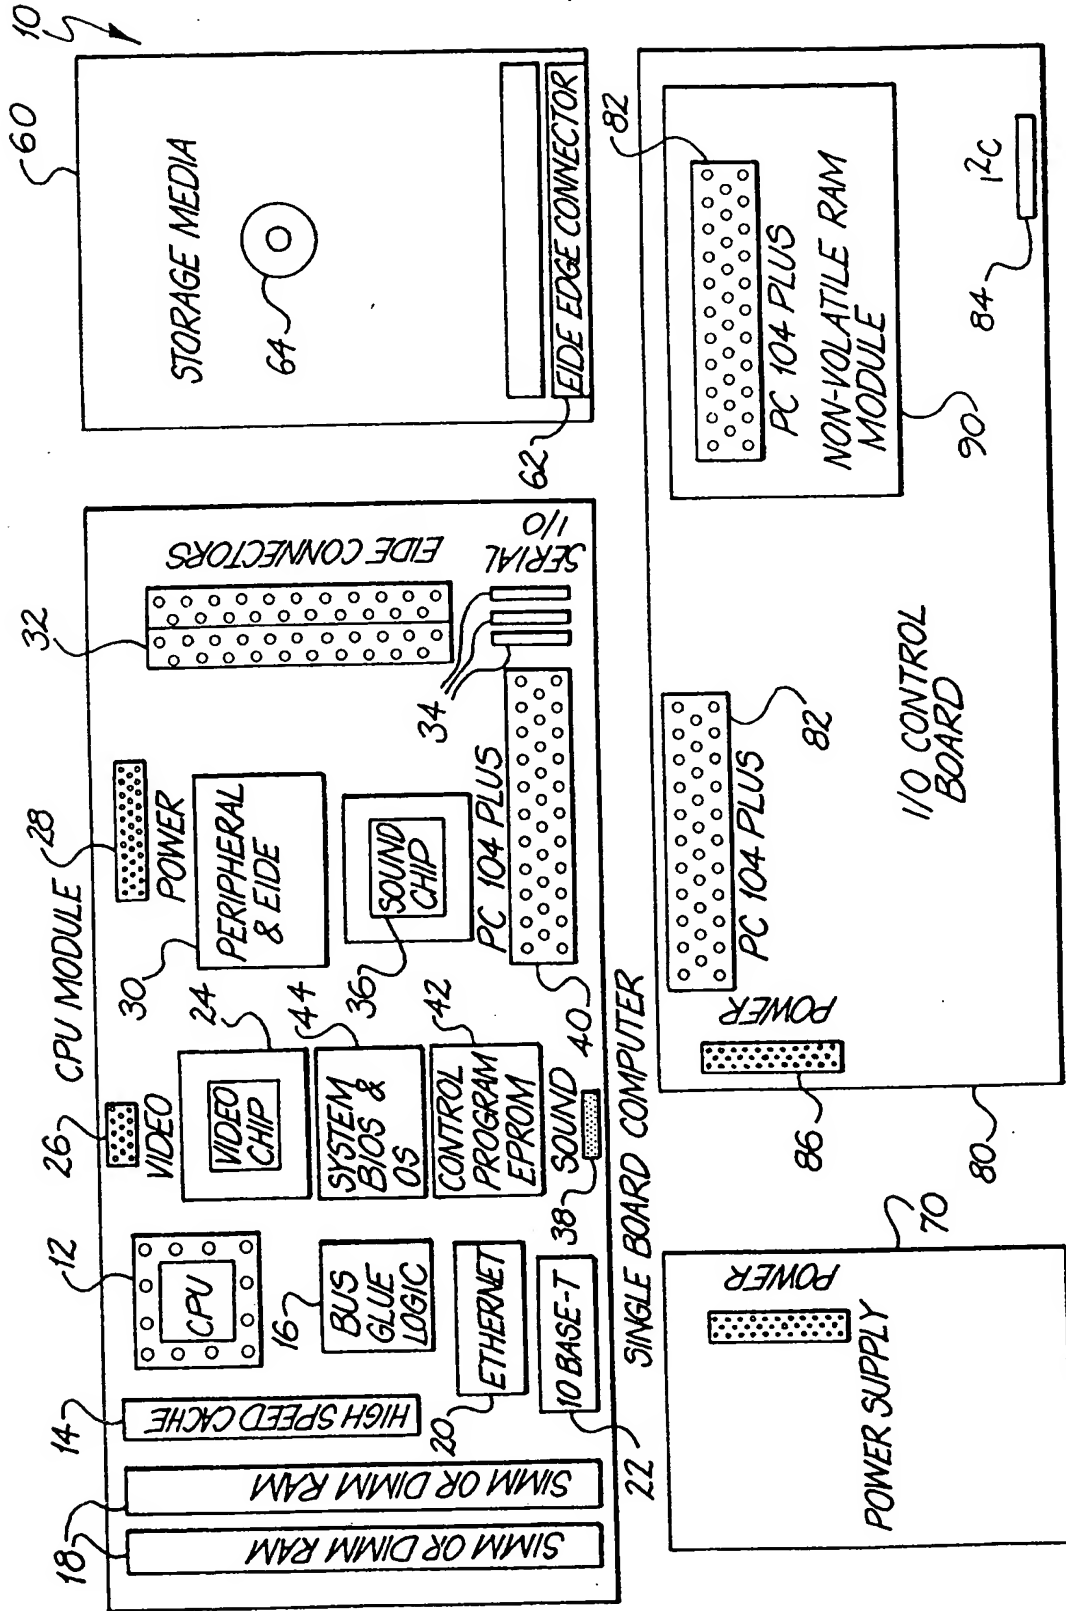 10
CPU MODULE
18
SIMM OR DIMM RAM
SIMM OR DIMM RAM
14
HIGH SPEED CACHE
12
CPU
16
BUS
GLUE
LOGIC
20
ETHERNET
22
10 BASE-T
26
VIDEO
24
VIDEO
CHIP
44
SYSTEM
BIOS &
OS
42
CONTROL
PROGRAM
EPROM
38
SOUND
28
POWER
30
PERIPHERAL
& EIDE
36
SOUND
CHIP
40
PC 104 PLUS
32
EIDE CONNECTORS
34
SERIAL
I/O
SINGLE BOARD COMPUTER
60
STORAGE MEDIA
64
62
EIDE EDGE CONNECTOR
70
POWER
POWER SUPPLY
80
86
POWER
82
PC 104 PLUS
I/O CONTROL
BOARD
82
PC 104 PLUS
NON-VOLATILE RAM
MODULE
90
84
I2C